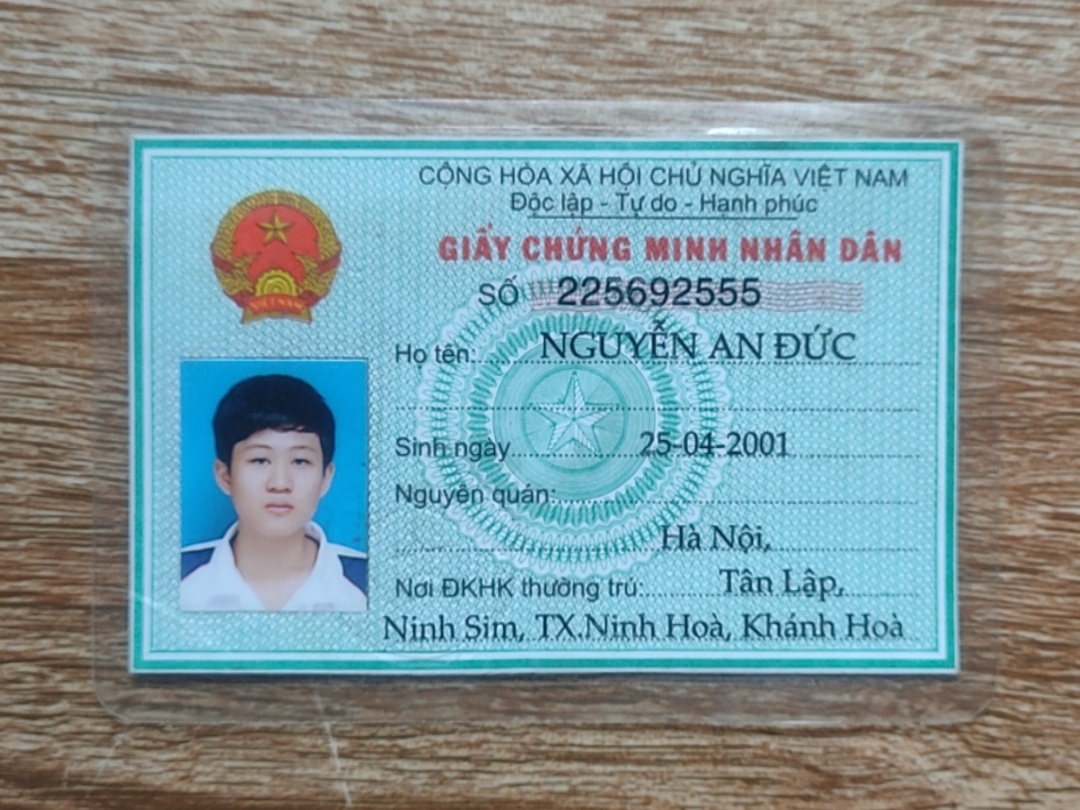 CỘNG HÒA XÃ HỘI CHỦ NGHĨA VIỆT NAM
Độc lập - Tự do - Hạnh phúc
GIẤY CHỨNG MINH NHÂN DÂN
SỐ 225692555
Họ tên: NGUYỄN AN ĐỨC
Sinh ngày 25-04-2001
Nguyên quán:
Hà Nội,
Nơi ĐKHK thường trú: Tân Lập,
Ninh Sim, TX.Ninh Hoà, Khánh Hoà
VIETNAM